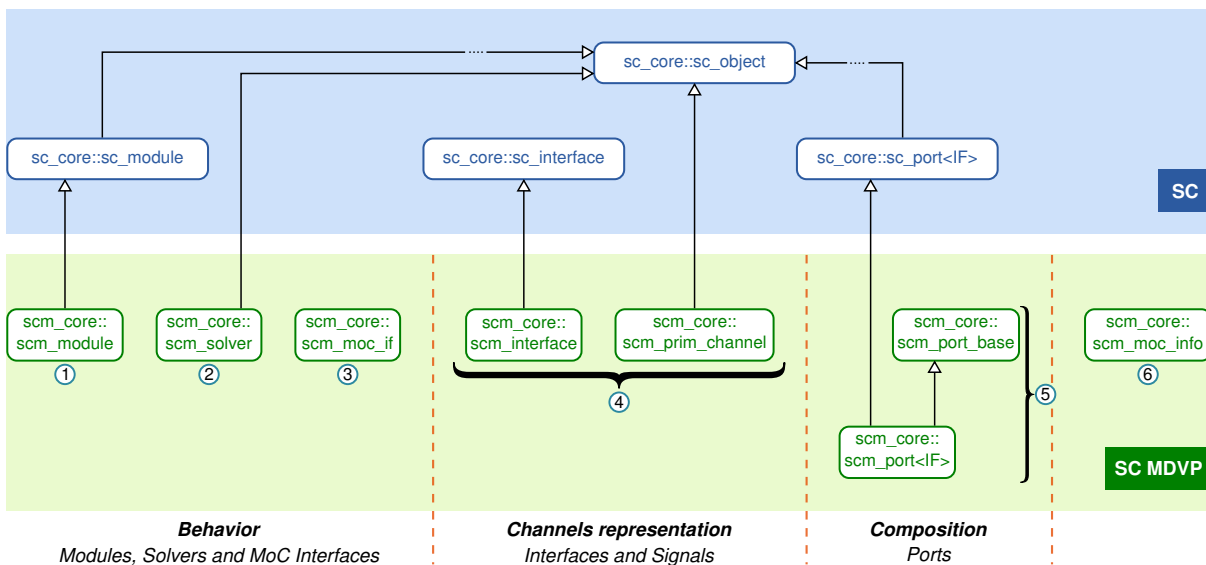 ....
sc_core::sc_object
....
sc_core::sc_module
sc_core::sc_interface
sc_core::sc_port<IF>
SC
scm_core::
scm_module
1
scm_core::
scm_solver
2
scm_core::
scm_moc_if
3
scm_core::
scm_interface
scm_core::
scm_prim_channel
4
scm_core::
scm_port_base
scm_core::
scm_port<IF>
5
scm_core::
scm_moc_info
6
SC MDVP
Behavior
Modules, Solvers and MoC Interfaces
Channels representation
Interfaces and Signals
Composition
Ports